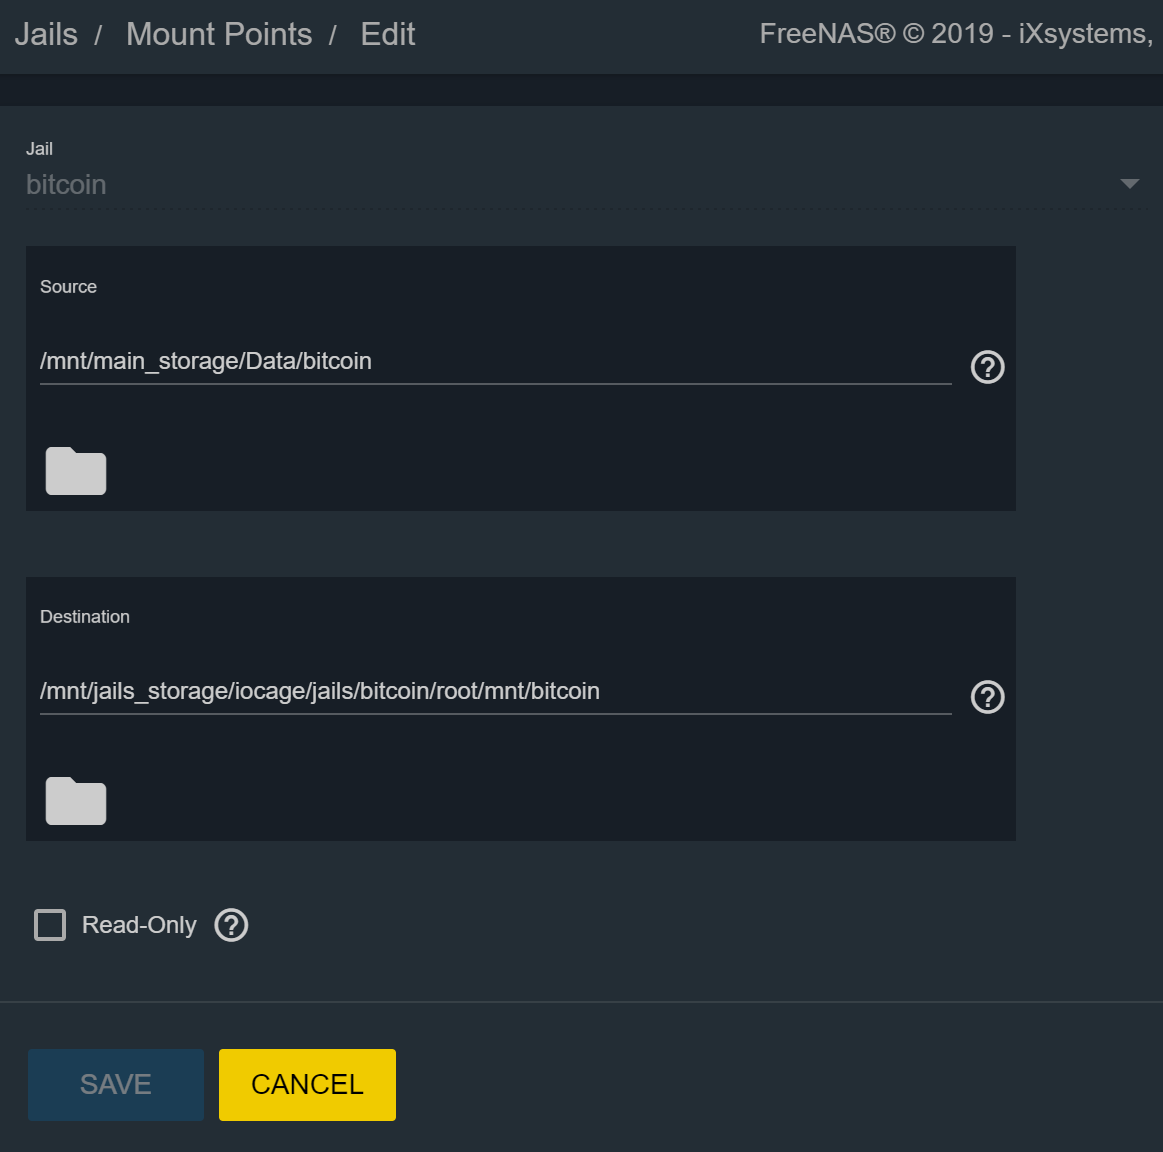 Jails / Mount Points / Edit
FreeNAS® © 2019 - iXsystems,
Jail
bitcoin
Source
/mnt/main_storage/Data/bitcoin
Destination
/mnt/jails_storage/iocage/jails/bitcoin/root/mnt/bitcoin
Read-Only
SAVE
CANCEL